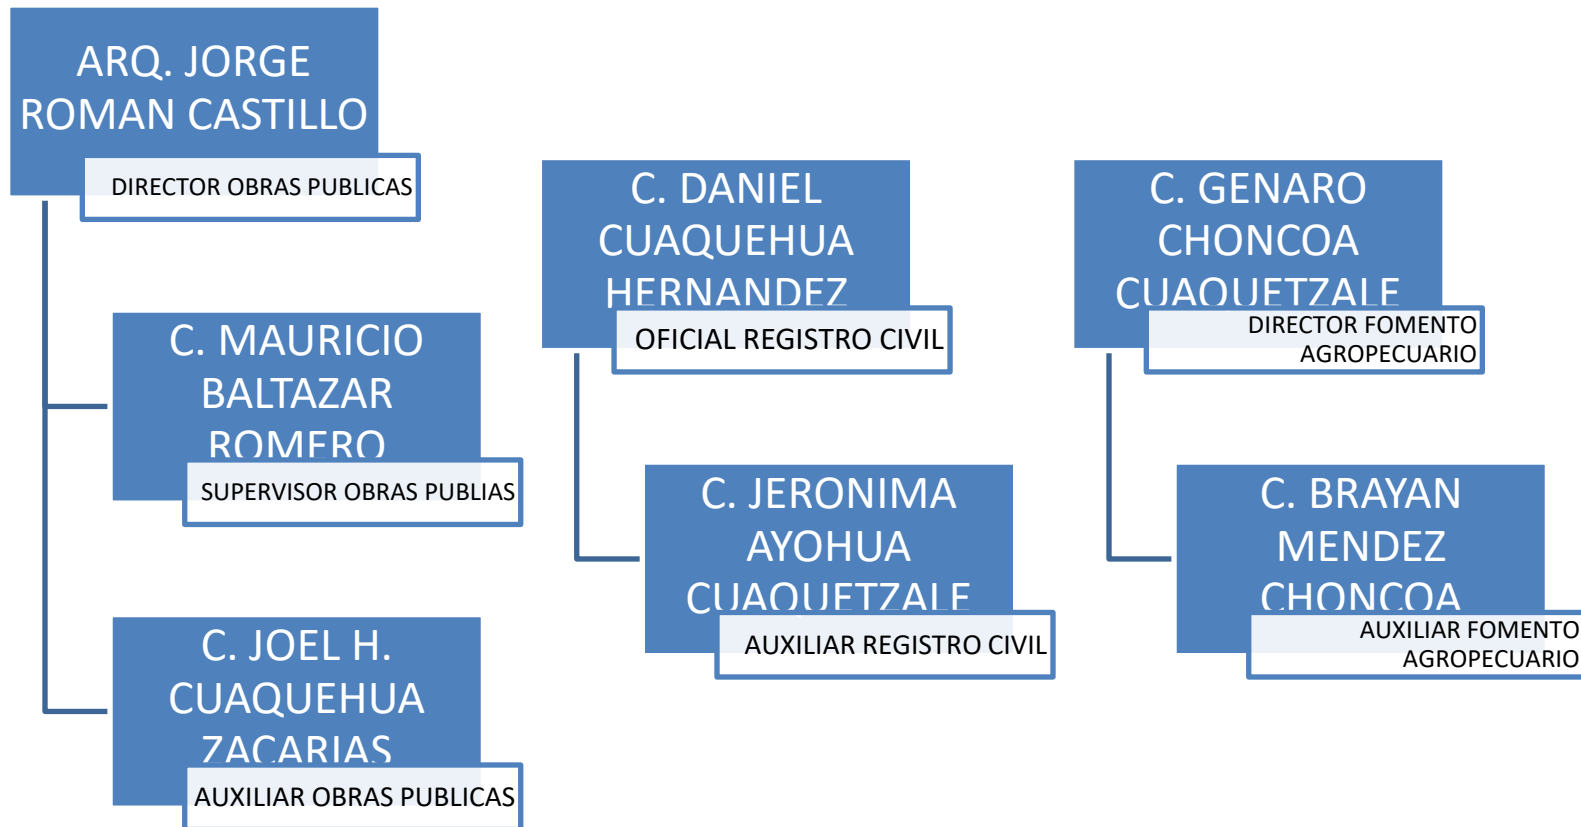 ARQ. JORGE
ROMAN CASTILLO
DIRECTOR OBRAS PUBLICAS
C. MAURICIO
BALTAZAR
ROMERO
SUPERVISOR OBRAS PUBLIAS
C. JOEL H.
CUAQUEHUA
ZACARIAS
AUXILIAR OBRAS PUBLICAS
C. DANIEL
CUAQUEHUA
HERNANDEZ
OFICIAL REGISTRO CIVIL
C. JERONIMA
AYOHUA
CUAQUETZALE
AUXILIAR REGISTRO CIVIL
C. GENARO
CHONCOA
CUAQUETZALE
DIRECTOR FOMENTO
AGROPECUARIO
C. BRAYAN
MENDEZ
CHONCOA
AUXILIAR FOMENTO
AGROPECUARIO